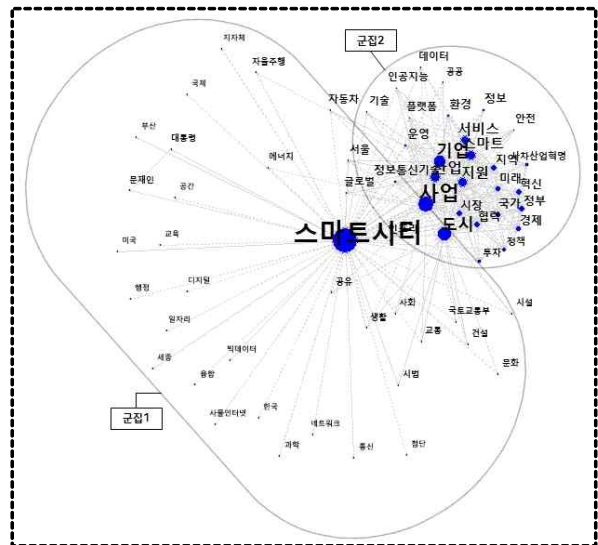 지자체
군집2
자율주행
데이터
인공지능
공공
국제
자동차
기술
플랫폼
환경
정보
부산
대통령
운영
서비스
안전
스마트
서울
기업
에너지
지역
정보통신기술
산업
지원
미래
혁신
문재인
공간
글로벌
사업
시장
국가
정부
협력
경제
스마트시티
도시
미국
교육
정책
투자
디지털
공유
행정
사회
시설
일자리
생활
국토교통부
교통
건설
빅데이터
세종
문화
융합
시범
군집1
사물인터넷
한국
네트워크
과학
통신
첨단